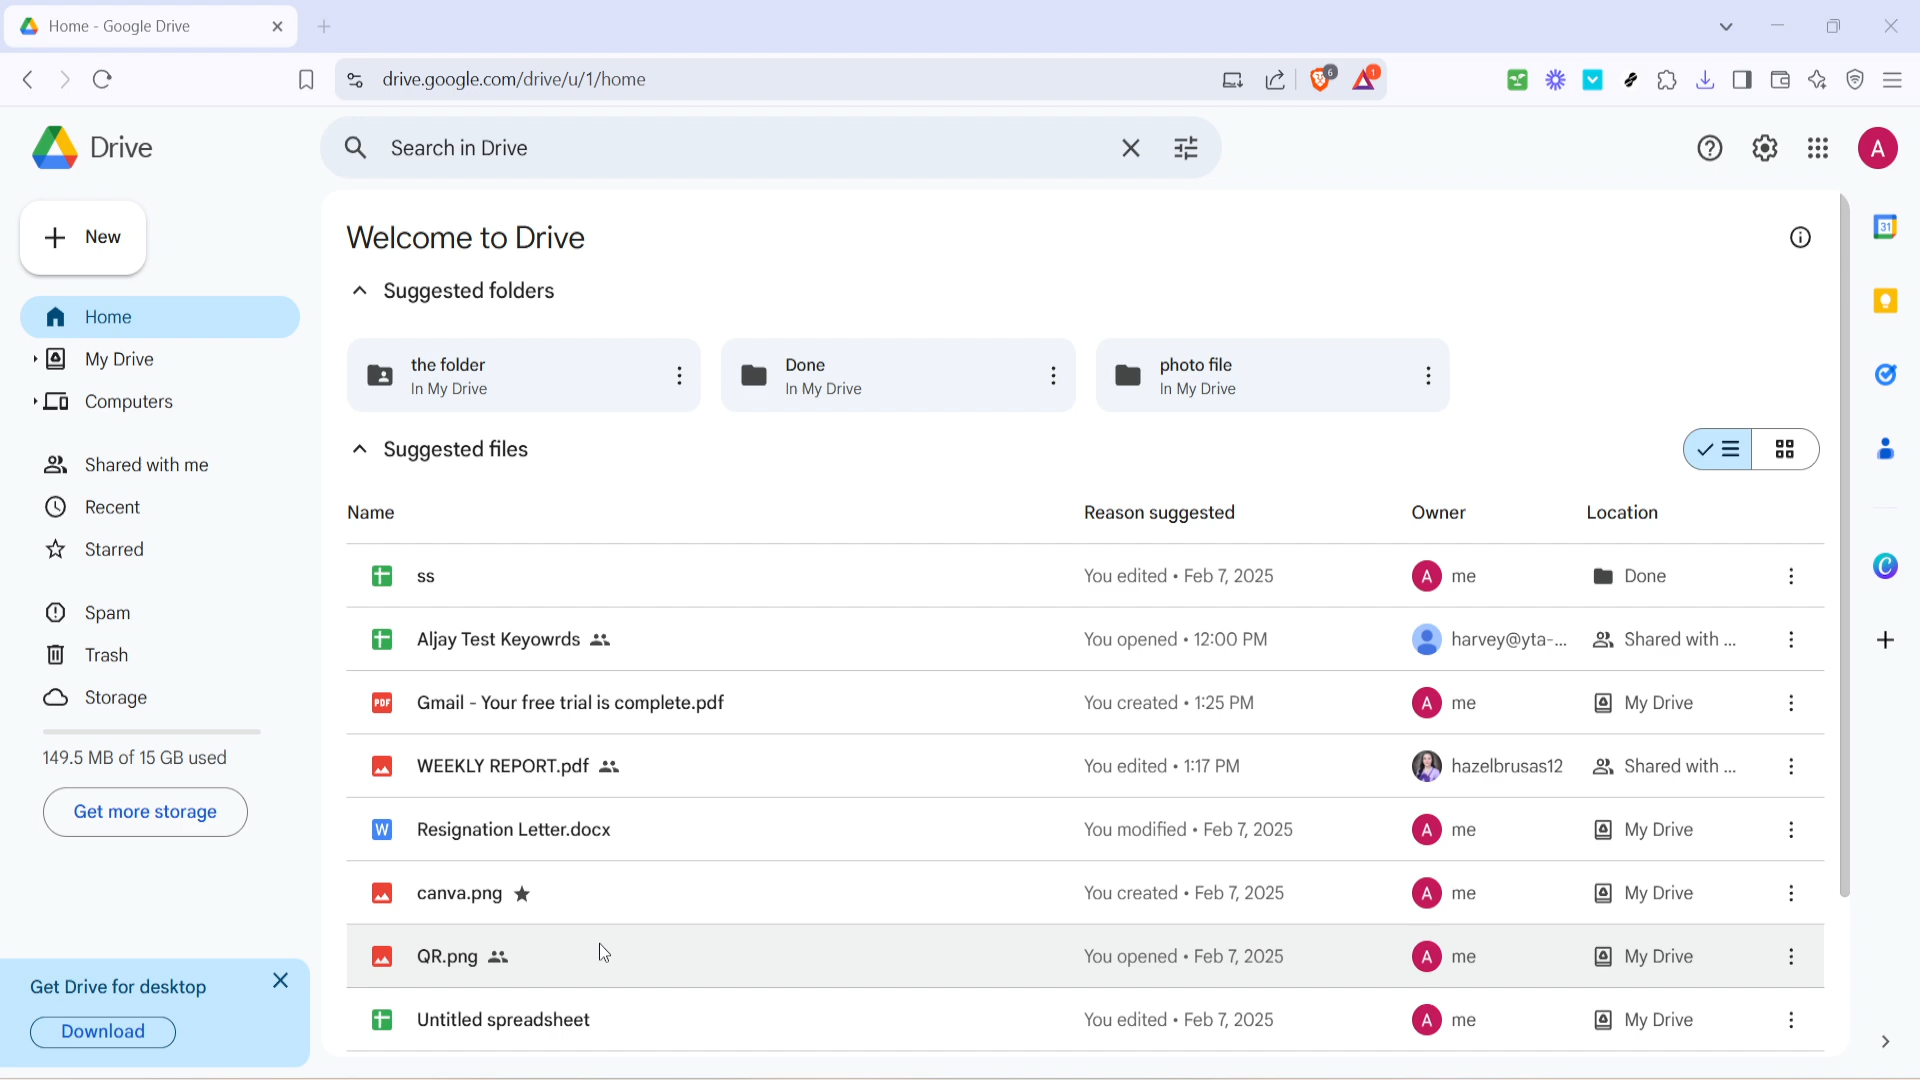 Home - Google Drive
drive.google.com/drive/u/1/home
6
1
Drive
Search in Drive
A
New
Welcome to Drive
31
Suggested folders
Home
My Drive
Computers
the folder
In My Drive
Done
In My Drive
photo file
In My Drive
Suggested files
Shared with me
Recent
Starred
Name Reason suggested Owner Location
ss You edited • Feb 7, 2025 A me Done
Aljay Test Keyowrds You opened • 12:00 PM harvey@yta-... Shared with ...
PDF Gmail - Your free trial is complete.pdf You created • 1:25 PM A me My Drive
WEEKLY REPORT.pdf You edited • 1:17 PM hazelbrusas12 Shared with ...
W Resignation Letter.docx You modified • Feb 7, 2025 A me My Drive
canva.png You created • Feb 7, 2025 A me My Drive
QR.png You opened • Feb 7, 2025 A me My Drive
Untitled spreadsheet You edited • Feb 7, 2025 A me My Drive
Spam
Trash
Storage
149.5 MB of 15 GB used
Get more storage
Get Drive for desktop
Download
C